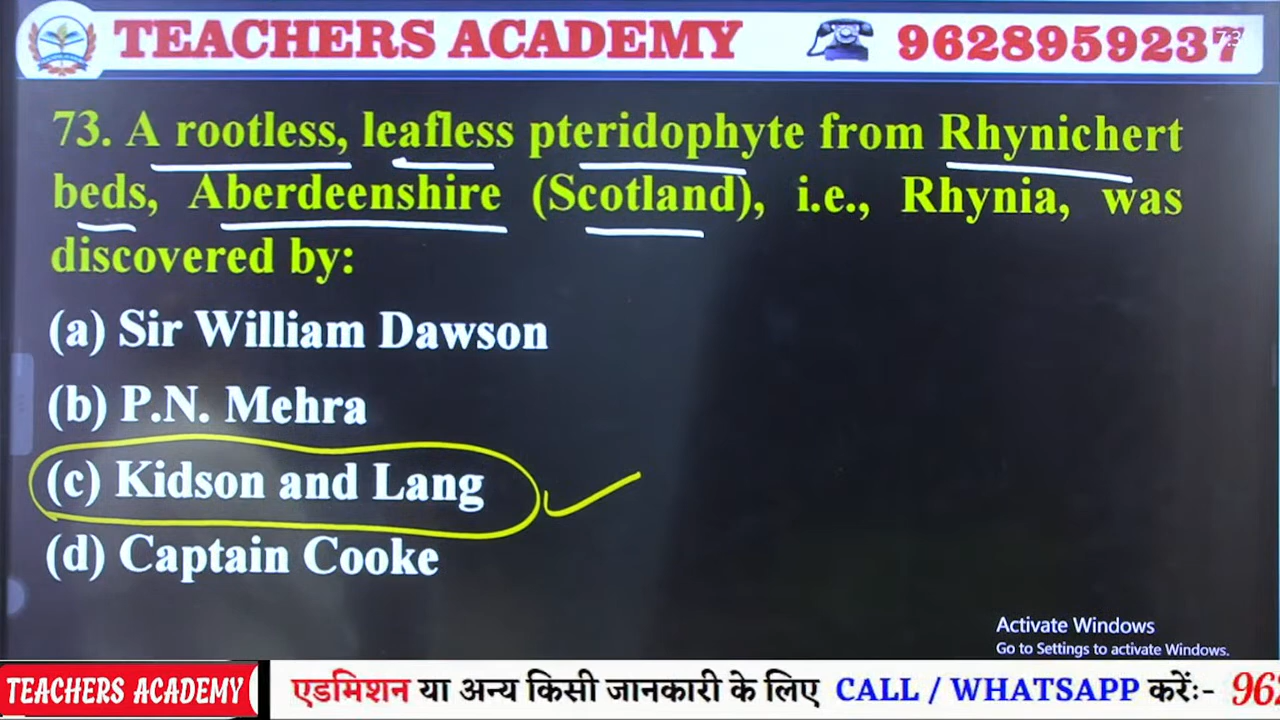 TEACHERS ACADEMY 9628959237
73. A rootless, leafless pteridophyte from Rhynichert
beds, Aberdeenshire (Scotland), i.e., Rhynia, was
discovered by:
(a) Sir William Dawson
(b) P.N. Mehra
(c) Kidson and Lang
(d) Captain Cooke
Activate Windows
Go to Settings to activate Windows.
TEACHERS ACADEMY एडमिशन या अन्य किसी जानकारी के लिए CALL / WHATSAPP करेंः- 962